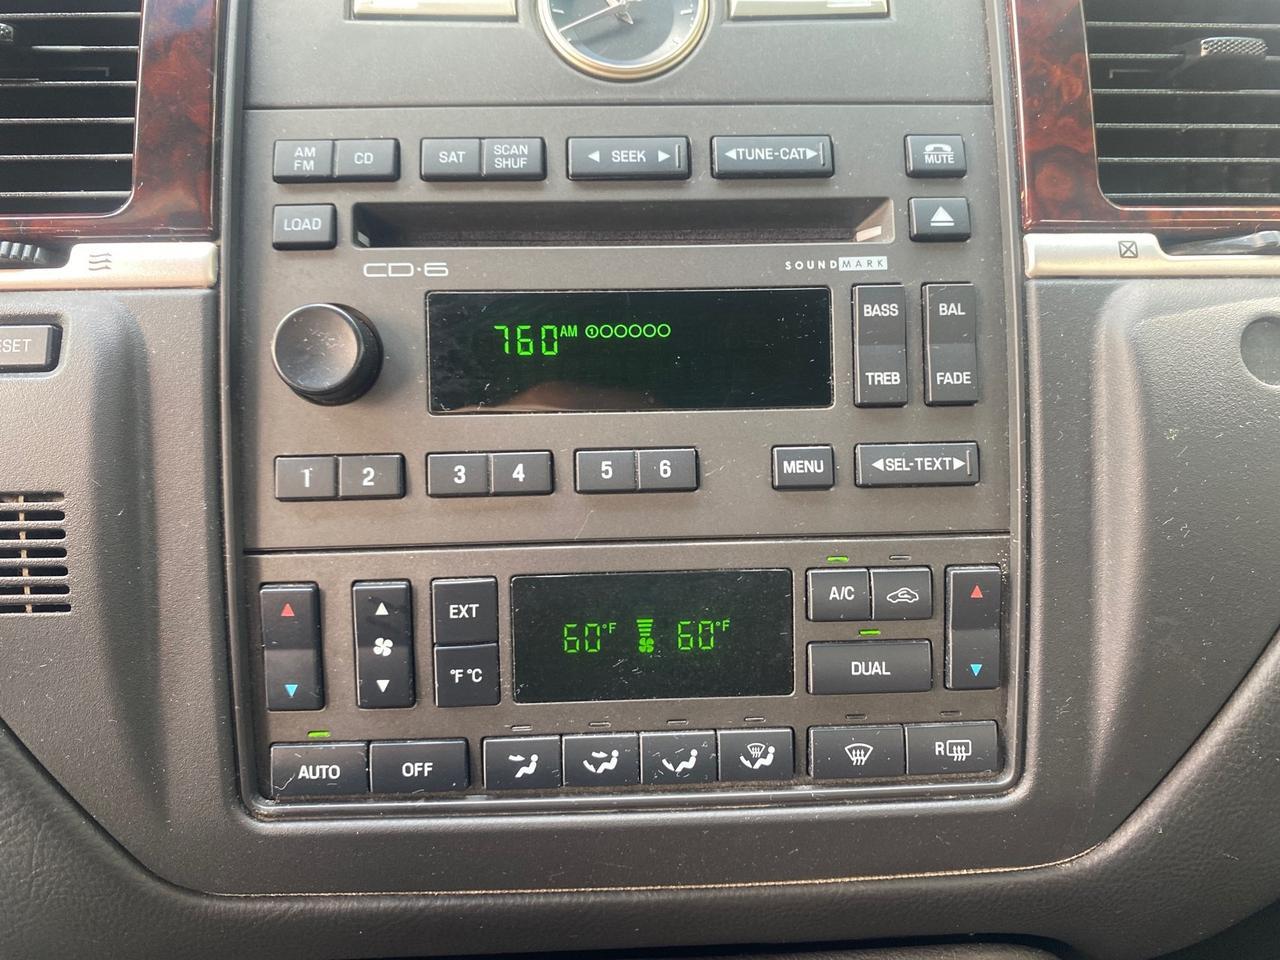 AM FM CD SAT SCAN SHUF SEEK TUNE-CAT MUTE
LOAD
CD·6 SOUNDMARK
760 AM 1
BASS BAL
TREB FADE
1 2 3 4 5 6 MENU SEL-TEXT
EXT A/C
60°F 60°F
°F °C DUAL
AUTO OFF R